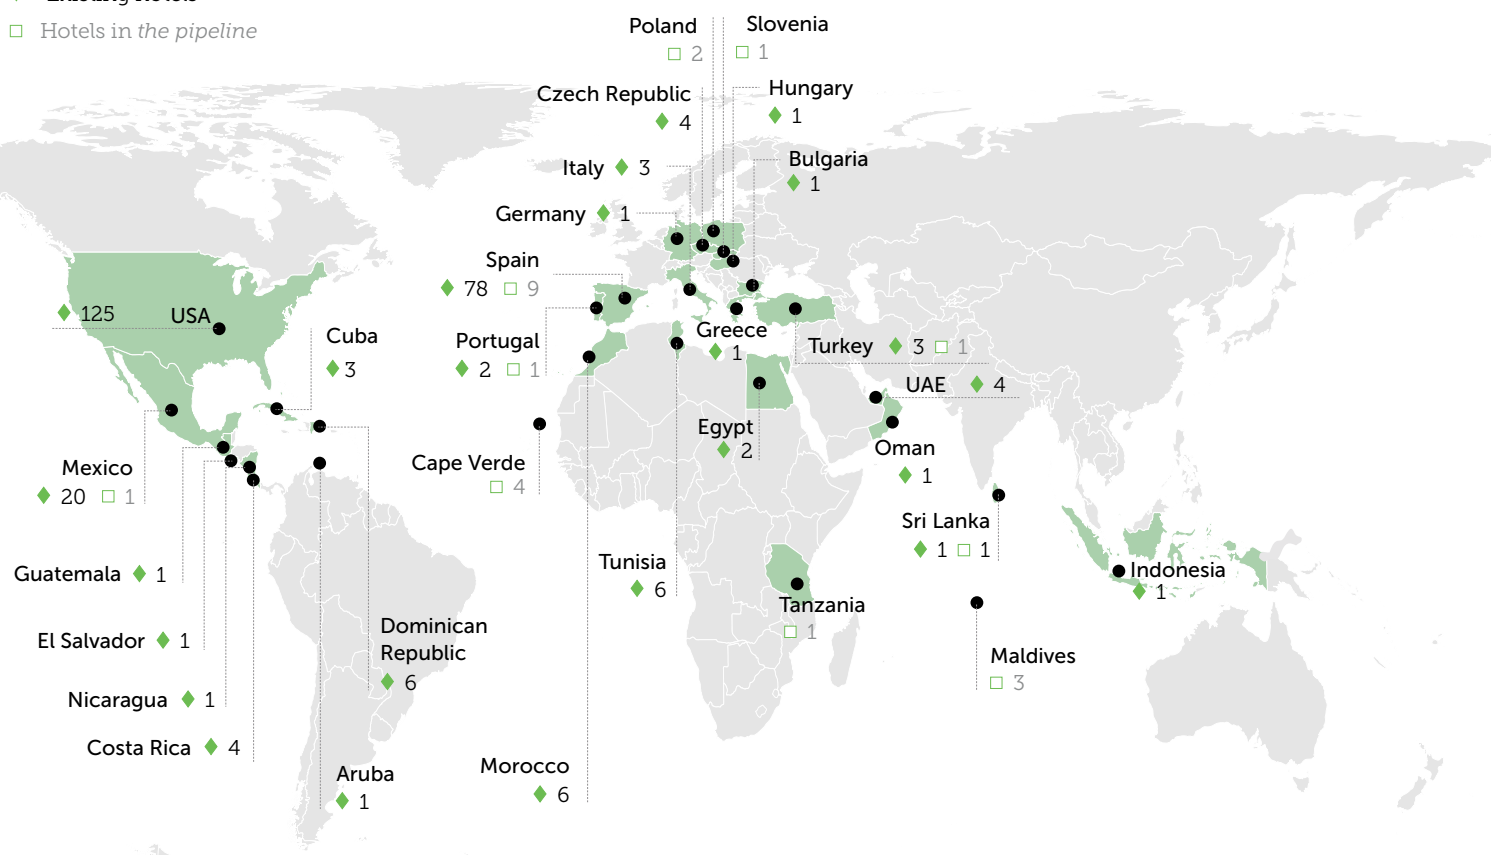 Existing hotels
Hotels in the pipeline
Poland
2
Slovenia
1
Czech Republic
4
Hungary
1
Italy 3
Bulgaria
1
Germany 1
Spain
78 9
125
USA
Cuba
3
Portugal
2 1
Greece
1
Turkey 3 1
UAE 4
Egypt
2
Oman
1
Mexico
20 1
Cape Verde
4
Sri Lanka
1 1
Guatemala 1
Tunisia
6
Indonesia
1
Tanzania
1
El Salvador 1
Dominican
Republic
6
Maldives
3
Nicaragua 1
Costa Rica 4
Aruba
1
Morocco
6